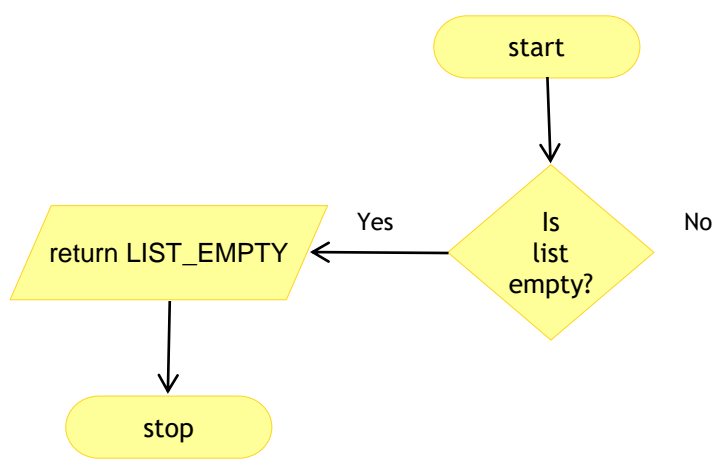 start
Yes
Is
list
empty?
No
return LIST_EMPTY
stop